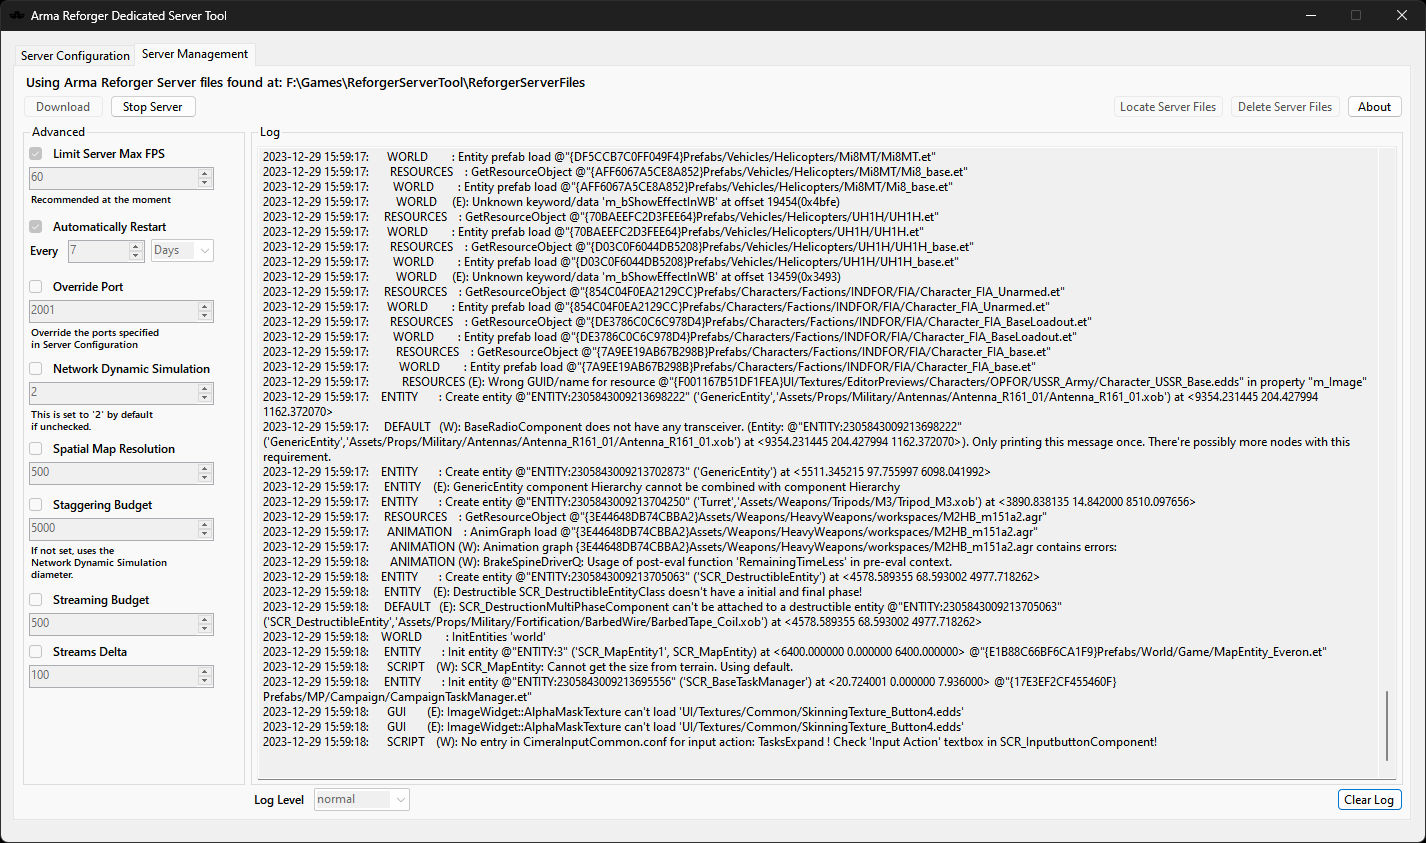 Arma Reforger Dedicated Server Tool
Server Configuration
Server Management
Using Arma Reforger Server files found at: F:\Games\ReforgerServerTool\ReforgerServerFiles
Download
Stop Server
Locate Server Files
Delete Server Files
About
Advanced
Limit Server Max FPS
60
Recommended at the moment
Automatically Restart
Every
7
Days
Override Port
2001
Override the ports specified
in Server Configuration
Network Dynamic Simulation
2
This is set to '2' by default
if unchecked.
Spatial Map Resolution
500
Staggering Budget
5000
If not set, uses the
Network Dynamic Simulation
diameter.
Streaming Budget
500
Streams Delta
100
Log
2023-12-29 15:59:17: WORLD : Entity prefab load @"{DF5CCB7C0FF049F4}Prefabs/Vehicles/Helicopters/Mi8MT/Mi8MT.et"
2023-12-29 15:59:17: RESOURCES : GetResourceObject @"{AFF6067A5CE8A852}Prefabs/Vehicles/Helicopters/Mi8MT/Mi8_base.et"
2023-12-29 15:59:17: WORLD : Entity prefab load @"{AFF6067A5CE8A852}Prefabs/Vehicles/Helicopters/Mi8MT/Mi8_base.et"
2023-12-29 15:59:17: WORLD (E): Unknown keyword/data 'm_bShowEffectInWB' at offset 19454(0x4bfe)
2023-12-29 15:59:17: RESOURCES : GetResourceObject @"{70BAEEFC2D3FEE64}Prefabs/Vehicles/Helicopters/UH1H/UH1H.et"
2023-12-29 15:59:17: WORLD : Entity prefab load @"{70BAEEFC2D3FEE64}Prefabs/Vehicles/Helicopters/UH1H/UH1H.et"
2023-12-29 15:59:17: RESOURCES : GetResourceObject @"{D03C0F6044DB5208}Prefabs/Vehicles/Helicopters/UH1H/UH1H_base.et"
2023-12-29 15:59:17: WORLD : Entity prefab load @"{D03C0F6044DB5208}Prefabs/Vehicles/Helicopters/UH1H/UH1H_base.et"
2023-12-29 15:59:17: WORLD (E): Unknown keyword/data 'm_bShowEffectInWB' at offset 13459(0x3493)
2023-12-29 15:59:17: RESOURCES : GetResourceObject @"{854C04F0EA2129CC}Prefabs/Characters/Factions/INDFOR/FIA/Character_FIA_Unarmed.et"
2023-12-29 15:59:17: WORLD : Entity prefab load @"{854C04F0EA2129CC}Prefabs/Characters/Factions/INDFOR/FIA/Character_FIA_Unarmed.et"
2023-12-29 15:59:17: RESOURCES : GetResourceObject @"{DE3786C0C6C978D4}Prefabs/Characters/Factions/INDFOR/FIA/Character_FIA_BaseLoadout.et"
2023-12-29 15:59:17: WORLD : Entity prefab load @"{DE3786C0C6C978D4}Prefabs/Characters/Factions/INDFOR/FIA/Character_FIA_BaseLoadout.et"
2023-12-29 15:59:17: RESOURCES : GetResourceObject @"{7A9EE19AB67B298B}Prefabs/Characters/Factions/INDFOR/FIA/Character_FIA_base.et"
2023-12-29 15:59:17: WORLD : Entity prefab load @"{7A9EE19AB67B298B}Prefabs/Characters/Factions/INDFOR/FIA/Character_FIA_base.et"
2023-12-29 15:59:17: RESOURCES (E): Wrong GUID/name for resource @"{F001167B51DF1FEA}UI/Textures/EditorPreviews/Characters/OPFOR/USSR_Army/Character_USSR_Base.edds" in property "m_Image"
2023-12-29 15:59:17: ENTITY : Create entity @"ENTITY:2305843009213698222" ('GenericEntity','Assets/Props/Military/Antennas/Antenna_R161_01/Antenna_R161_01.xob') at <9354.231445 204.427994
1162.372070>
2023-12-29 15:59:17: DEFAULT (W): BaseRadioComponent does not have any transceiver. (Entity: @"ENTITY:2305843009213698222"
('GenericEntity','Assets/Props/Military/Antennas/Antenna_R161_01/Antenna_R161_01.xob') at <9354.231445 204.427994 1162.372070>). Only printing this message once. There're possibly more nodes with this
requirement.
2023-12-29 15:59:17: ENTITY : Create entity @"ENTITY:2305843009213702873" ('GenericEntity') at <5511.345215 97.755997 6098.041992>
2023-12-29 15:59:17: ENTITY (E): GenericEntity component Hierarchy cannot be combined with component Hierarchy
2023-12-29 15:59:17: ENTITY : Create entity @"ENTITY:2305843009213704250" ('Turret','Assets/Weapons/Tripods/M3/Tripod_M3.xob') at <3890.838135 14.842000 8510.097656>
2023-12-29 15:59:17: RESOURCES : GetResourceObject @"{3E44648DB74CBBA2}Assets/Weapons/HeavyWeapons/workspaces/M2HB_m151a2.agr"
2023-12-29 15:59:17: ANIMATION : AnimGraph load @"{3E44648DB74CBBA2}Assets/Weapons/HeavyWeapons/workspaces/M2HB_m151a2.agr"
2023-12-29 15:59:17: ANIMATION (W): Animation graph {3E44648DB74CBBA2}Assets/Weapons/HeavyWeapons/workspaces/M2HB_m151a2.agr contains errors:
2023-12-29 15:59:17: ANIMATION (W): BrakeSpineDriverQ: Usage of post-eval function 'RemainingTimeLess' in pre-eval context.
2023-12-29 15:59:18: ENTITY : Create entity @"ENTITY:2305843009213705063" ('SCR_DestructibleEntity') at <4578.589355 68.593002 4977.718262>
2023-12-29 15:59:18: ENTITY (E): Destructible SCR_DestructibleEntityClass doesn't have a initial and final phase!
2023-12-29 15:59:18: DEFAULT (E): SCR_DestructionMultiPhaseComponent can't be attached to a destructible entity @"ENTITY:2305843009213705063"
('SCR_DestructibleEntity','Assets/Props/Military/Fortification/BarbedWire/BarbedTape_Coil.xob') at <4578.589355 68.593002 4977.718262>
2023-12-29 15:59:18: WORLD : InitEntities 'world'
2023-12-29 15:59:18: ENTITY : Init entity @"ENTITY:3" ('SCR_MapEntity1', SCR_MapEntity) at <6400.000000 0.000000 6400.000000> @"{E1B88C66BF6CA1F9}Prefabs/World/Game/MapEntity_Everon.et"
2023-12-29 15:59:18: SCRIPT (W): SCR_MapEntity: Cannot get the size from terrain. Using default.
2023-12-29 15:59:18: ENTITY : Init entity @"ENTITY:2305843009213695556" ('SCR_BaseTaskManager') at <20.724001 0.000000 7.936000> @"{17E3EF2CF455460F}
Prefabs/MP/Campaign/CampaignTaskManager.et"
2023-12-29 15:59:18: GUI (E): ImageWidget::AlphaMaskTexture can't load 'UI/Textures/Common/SkinningTexture_Button4.edds'
2023-12-29 15:59:18: GUI (E): ImageWidget::AlphaMaskTexture can't load 'UI/Textures/Common/SkinningTexture_Button4.edds'
2023-12-29 15:59:18: SCRIPT (W): No entry in CimeraInputCommon.conf for input action: TasksExpand ! Check 'Input Action' textbox in SCR_InputbuttonComponent!
Log Level
normal
Clear Log